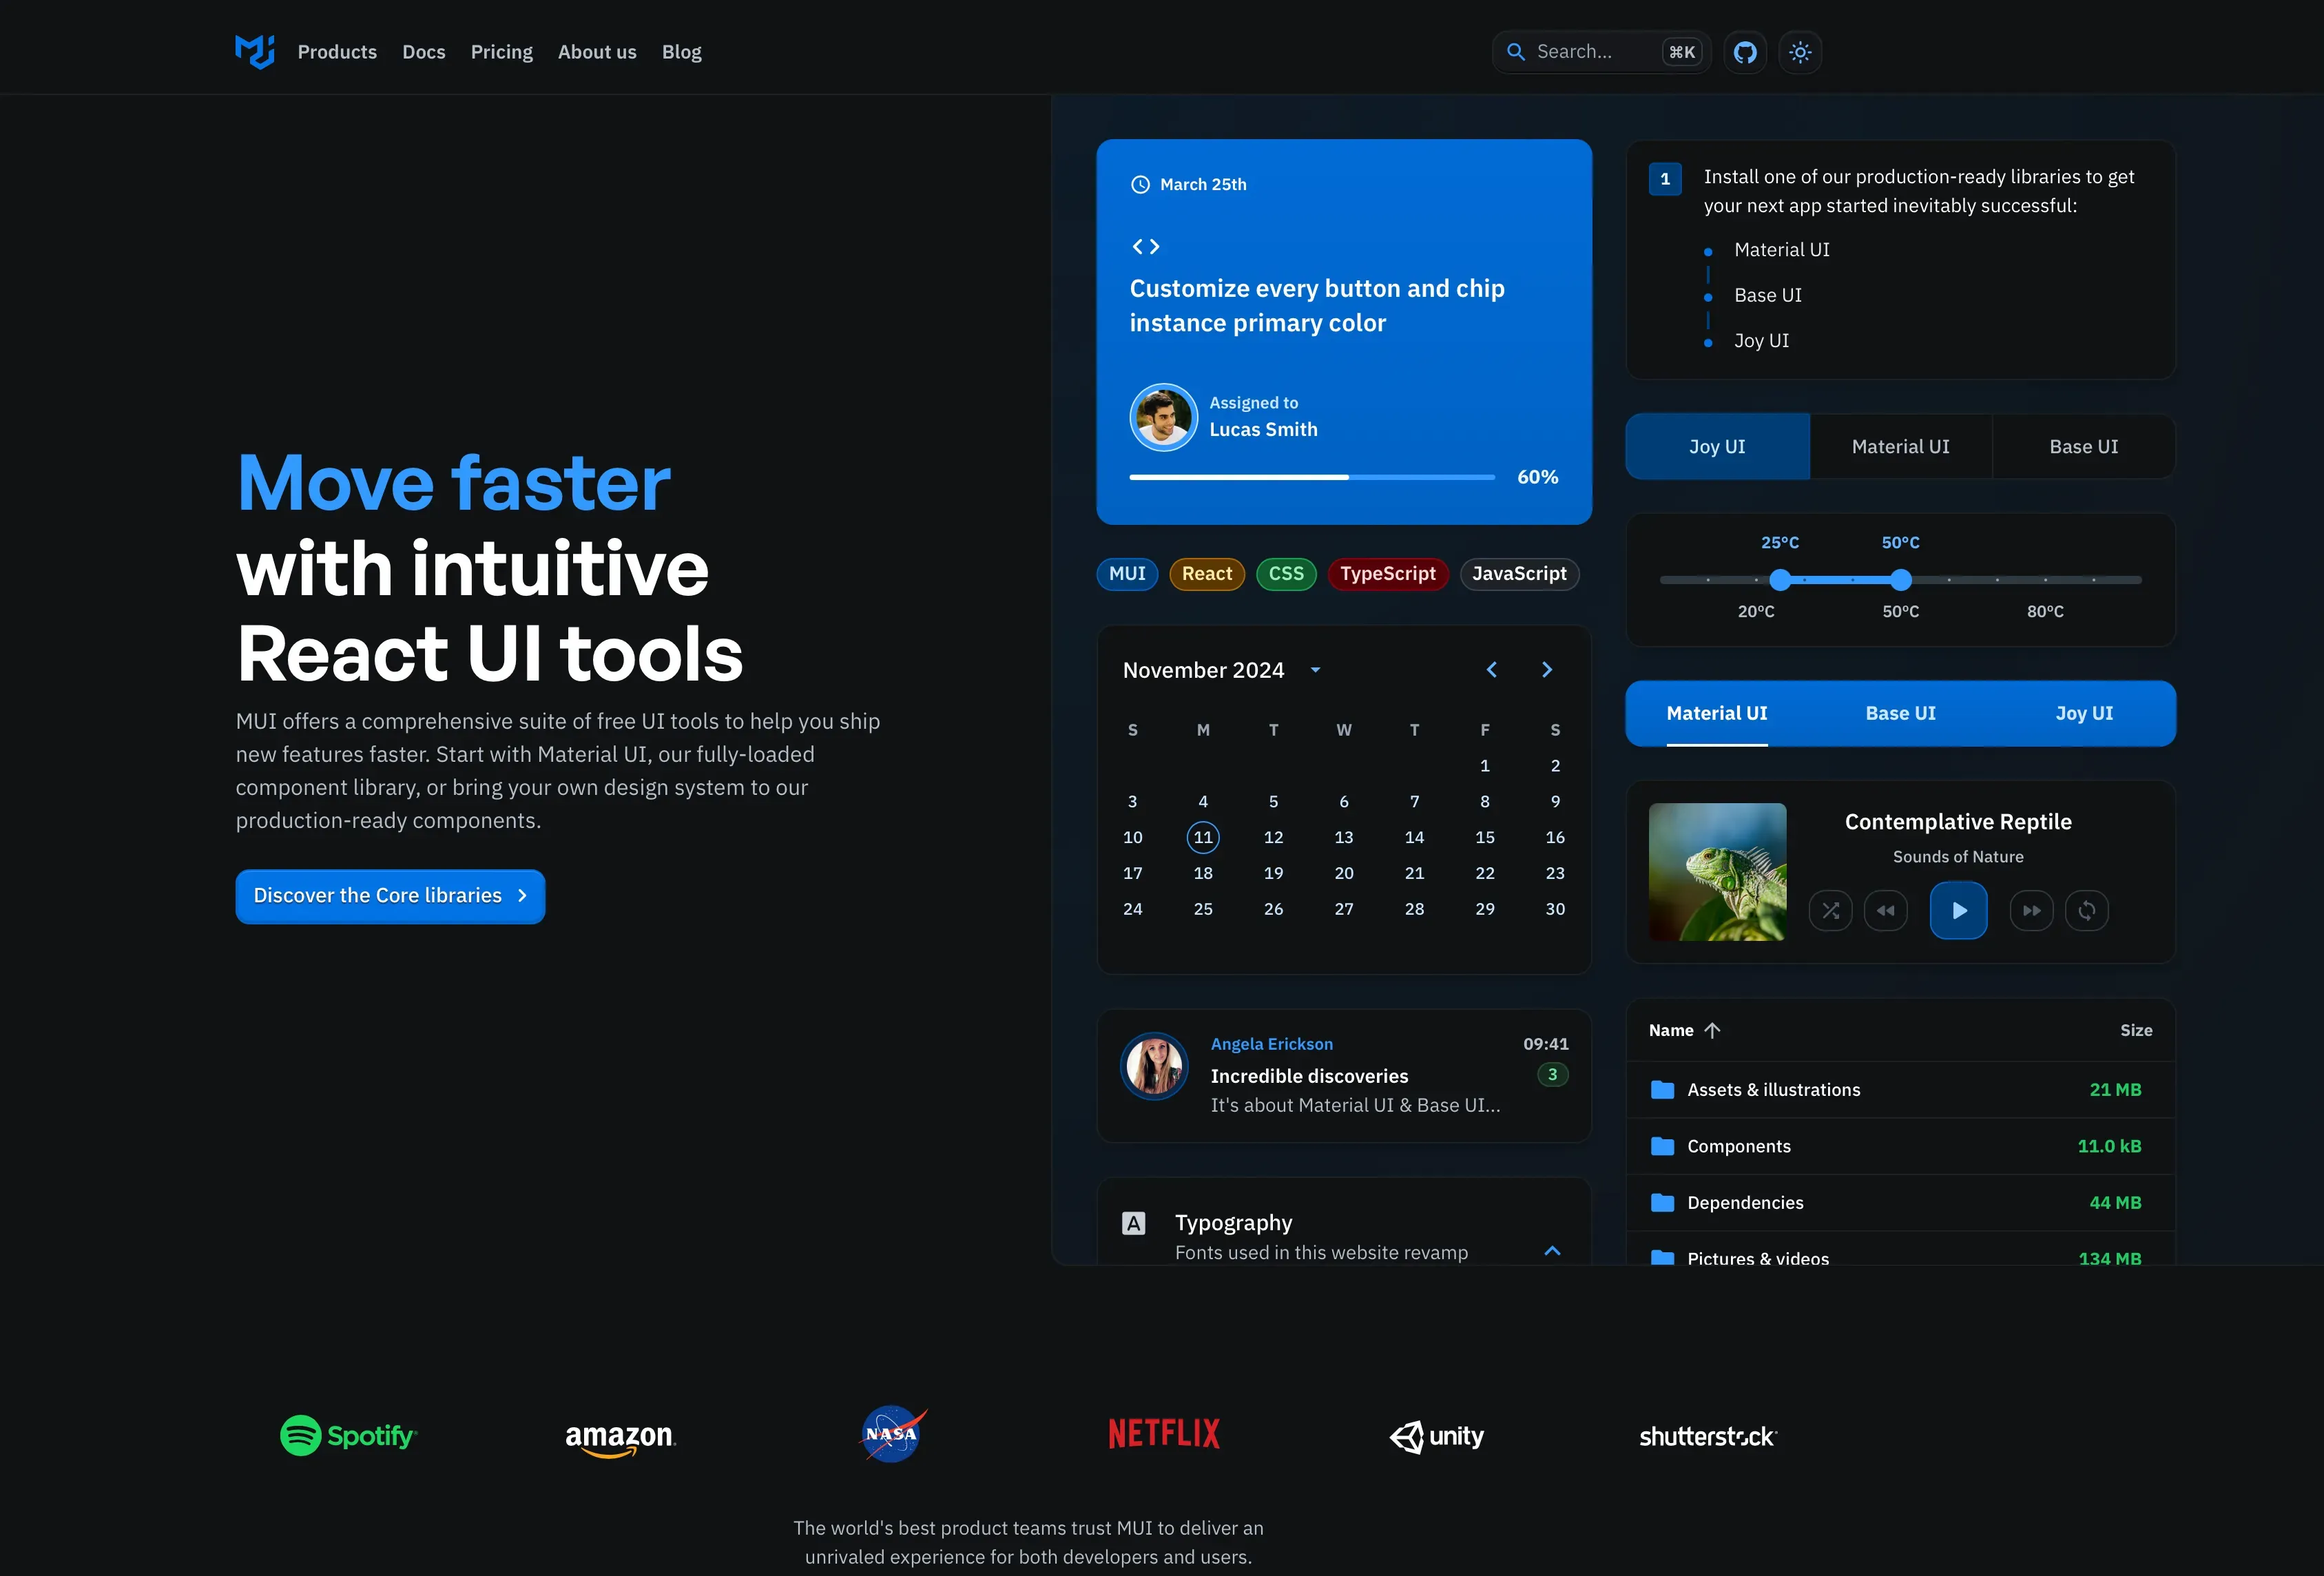 Products Docs Pricing About us Blog
Search... ⌘K
Move faster
with intuitive
React UI tools
MUI offers a comprehensive suite of free UI tools to help you ship
new features faster. Start with Material UI, our fully-loaded
component library, or bring your own design system to our
production-ready components.
Discover the Core libraries
March 25th
Customize every button and chip
instance primary color
Assigned to
Lucas Smith
60%
MUI React CSS TypeScript JavaScript
November 2024
S M T W T F S
1 2
3 4 5 6 7 8 9
10 11 12 13 14 15 16
17 18 19 20 21 22 23
24 25 26 27 28 29 30
Angela Erickson 09:41
Incredible discoveries 3
It's about Material UI & Base UI...
A Typography
Fonts used in this website revamp
1 Install one of our production-ready libraries to get
your next app started inevitably successful:
Material UI
Base UI
Joy UI
Joy UI Material UI Base UI
25°C 50°C
20°C 50°C 80°C
Material UI Base UI Joy UI
Contemplative Reptile
Sounds of Nature
Name Size
Assets & illustrations 21 MB
Components 11.0 kB
Dependencies 44 MB
Pictures & videos 134 MB
Spotify amazon NASA NETFLIX unity shutterstock
The world's best product teams trust MUI to deliver an
unrivaled experience for both developers and users.